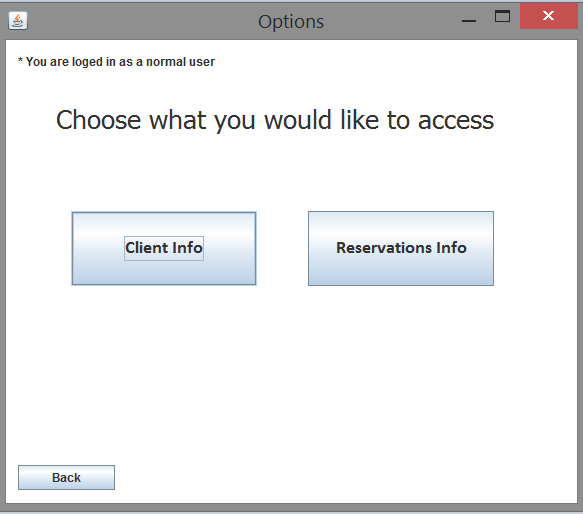 Options
* You are loged in as a normal user
Choose what you would like to access
Client Info
Reservations Info
Back